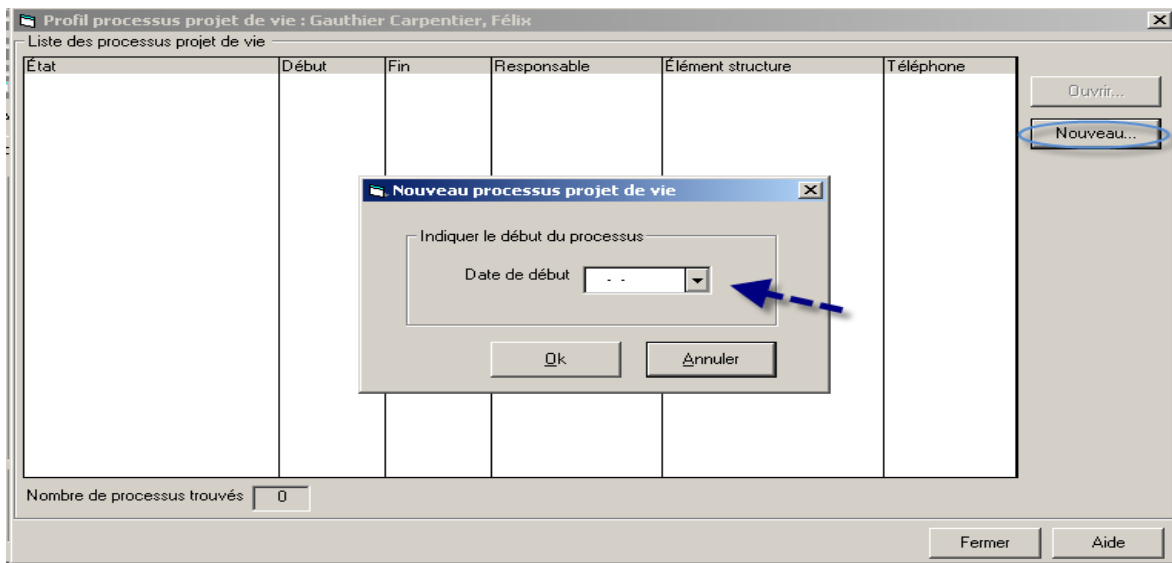 Profil processus projet de vie : Gauthier Carpentier, Félix
Liste des processus projet de vie
État Début Fin Responsable Élément structure Téléphone
Ouvrir...
Nouveau...
Nouveau processus projet de vie
Indiquer le début du processus
Date de début - -
Ok Annuler
Nombre de processus trouvés 0
Fermer Aide